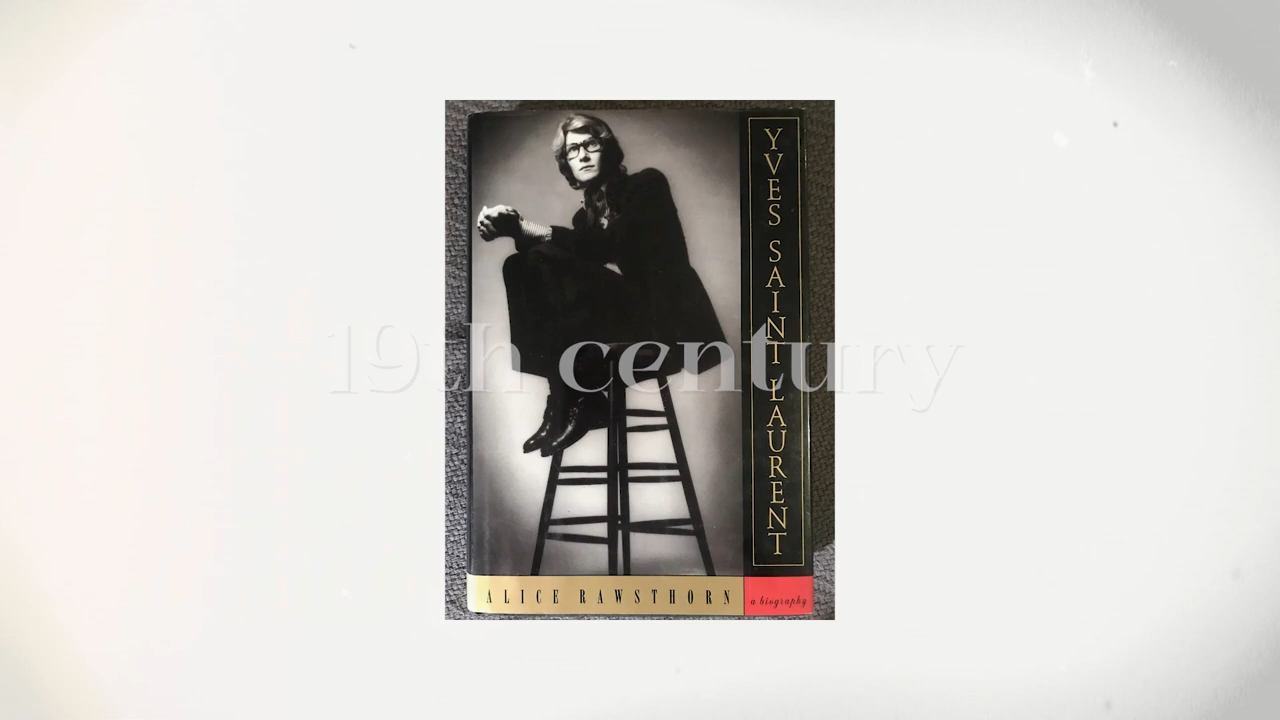 YVES SAINT LAURENT
19th century
ALICE RAWSTHORN
a biography